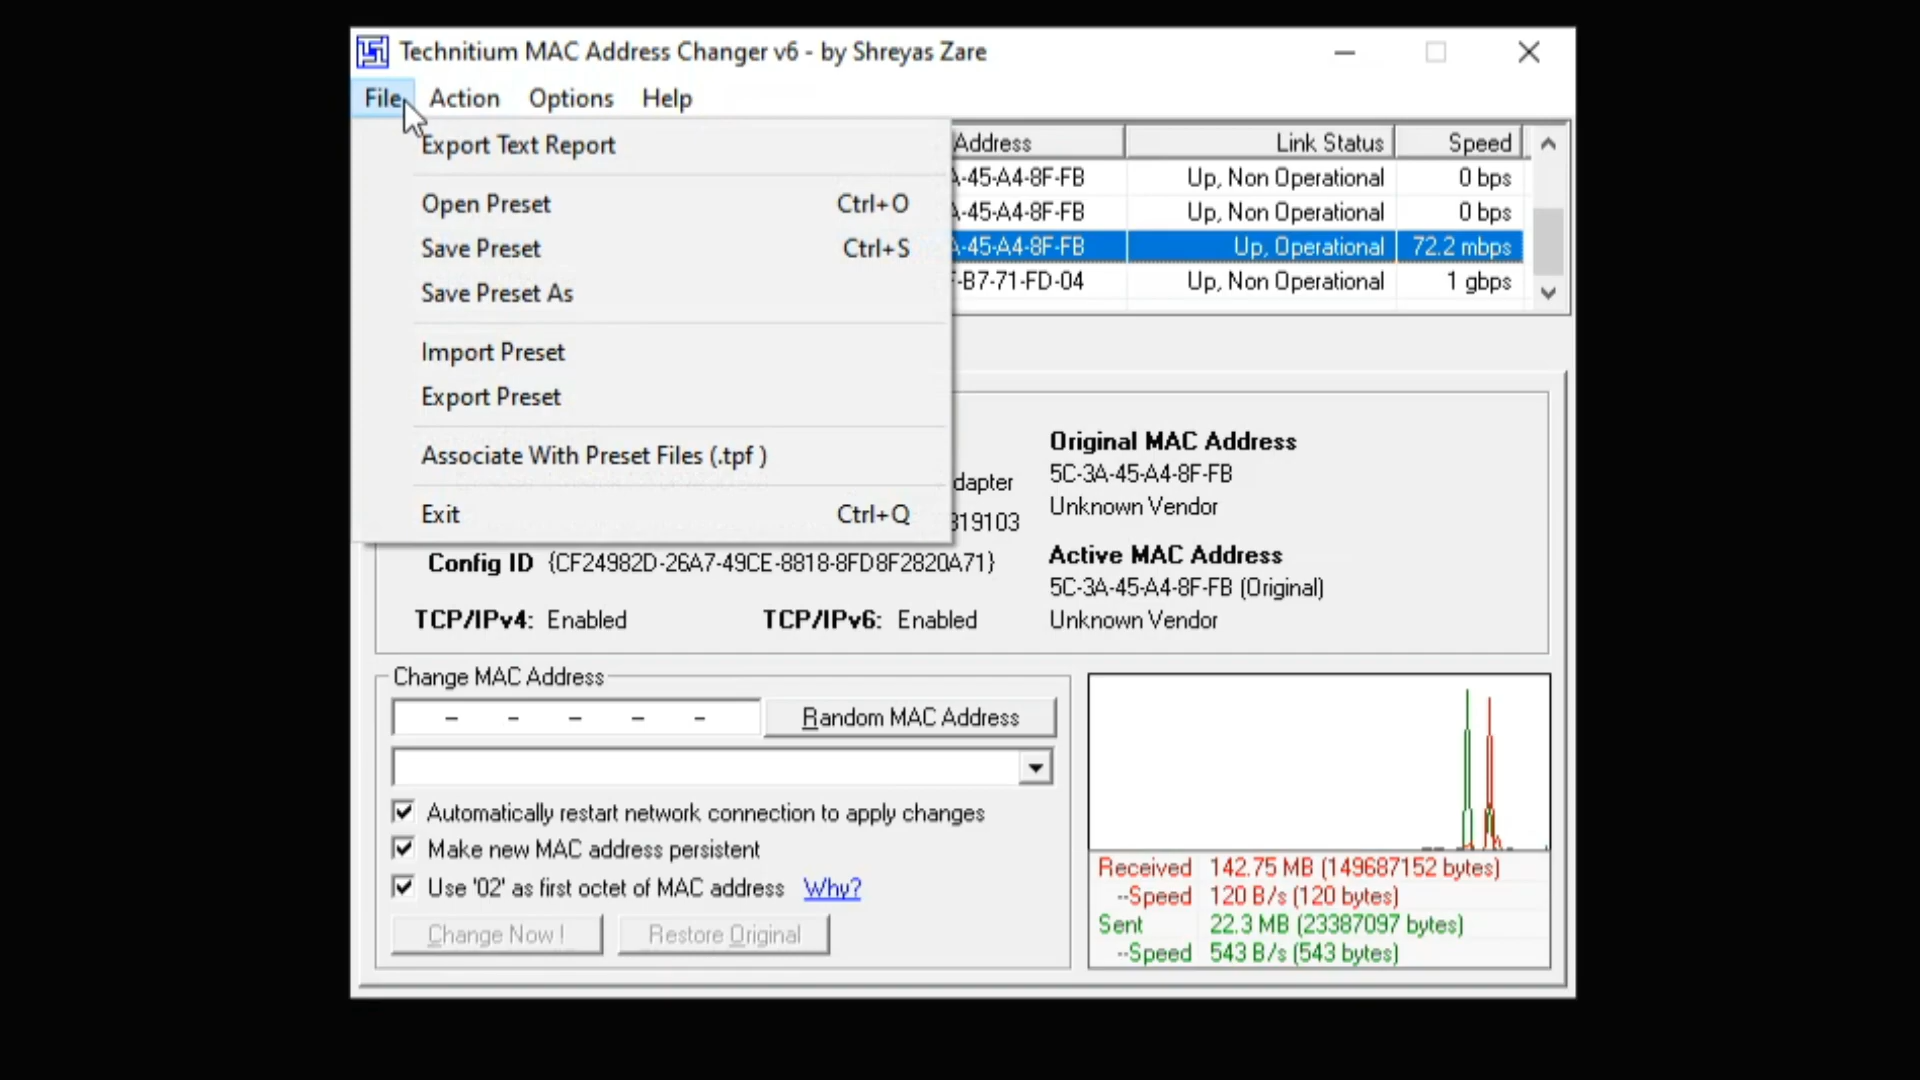 Technitium MAC Address Changer v6 - by Shreyas Zare
File Action Options Help
Export Text Report
Open Preset Ctrl+O
Save Preset Ctrl+S
Save Preset As
Import Preset
Export Preset
Associate With Preset Files (.tpf )
Exit Ctrl+Q
Address Link Status Speed
A-45-A4-8F-FB Up, Non Operational 0 bps
A-45-A4-8F-FB Up, Non Operational 0 bps
A-45-A4-8F-FB Up, Operational 72.2 mbps
F-B7-71-FD-04 Up, Non Operational 1 gbps
dapter
819103
Config ID {CF24982D-26A7-49CE-8818-8FD8F2820A71}
TCP/IPv4: Enabled TCP/IPv6: Enabled
Original MAC Address
5C-3A-45-A4-8F-FB
Unknown Vendor
Active MAC Address
5C-3A-45-A4-8F-FB (Original)
Unknown Vendor
Change MAC Address
- - - - -
Random MAC Address
Automatically restart network connection to apply changes
Make new MAC address persistent
Use '02' as first octet of MAC address Why?
Change Now ! Restore Original
Received 142.75 MB (149687152 bytes)
--Speed 120 B/s (120 bytes)
Sent 22.3 MB (23387097 bytes)
--Speed 543 B/s (543 bytes)